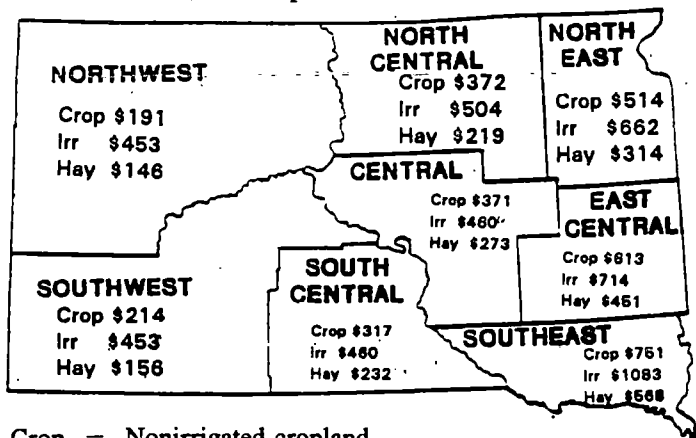 NORTHWEST
Crop $191
Irr $453
Hay $146
NORTH
CENTRAL
Crop $372
Irr $504
Hay $219
NORTH
EAST
Crop $514
Irr $662
Hay $314
CENTRAL
Crop $371
Irr $460
Hay $273
EAST
CENTRAL
Crop $613
Irr $714
Hay $451
SOUTHWEST
Crop $214
Irr $453
Hay $156
SOUTH
CENTRAL
Crop $317
Irr $460
Hay $232
SOUTHEAST
Crop $751
Irr $1083
Hay $568
Crop = Nonirrigated cropland